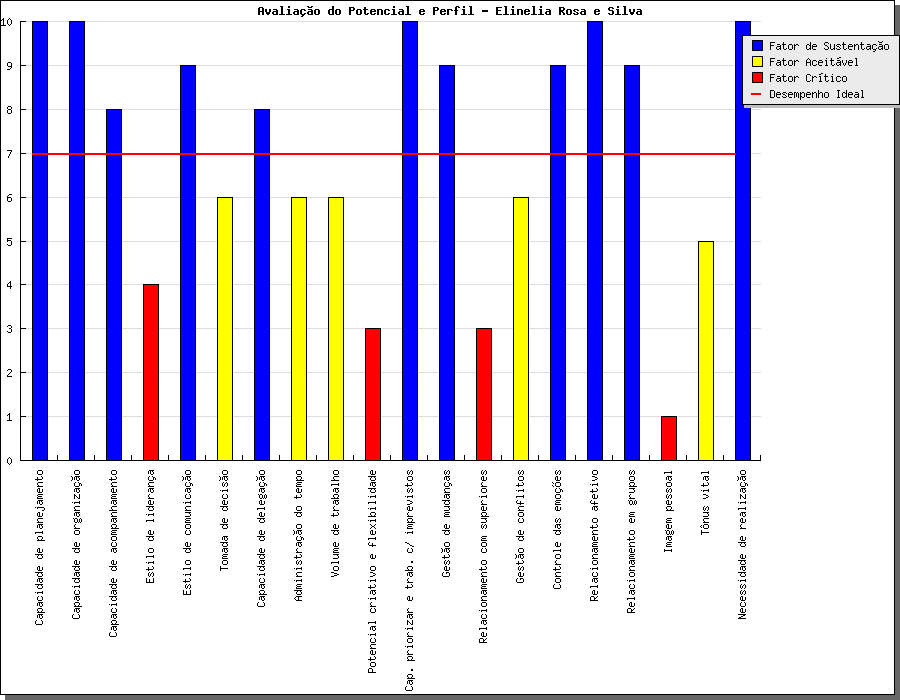 Avaliação do Potencial e Perfil - Elinelia Rosa e Silva
Fator de Sustentação
Fator Aceitável
Fator Crítico
Desempenho Ideal
10
9
8
7
6
5
4
3
2
1
0
Capacidade de planejamento
Capacidade de organização
Capacidade de acompanhamento
Estilo de liderança
Estilo de comunicação
Tomada de decisão
Capacidade de delegação
Administração do tempo
Volume de trabalho
Potencial criativo e flexibilidade
Cap. priorizar e trab. c/ imprevistos
Gestão de mudanças
Relacionamento com superiores
Gestão de conflitos
Controle das emoções
Relacionamento afetivo
Relacionamento em grupos
Imagem pessoal
Tônus vital
Necessidade de realização